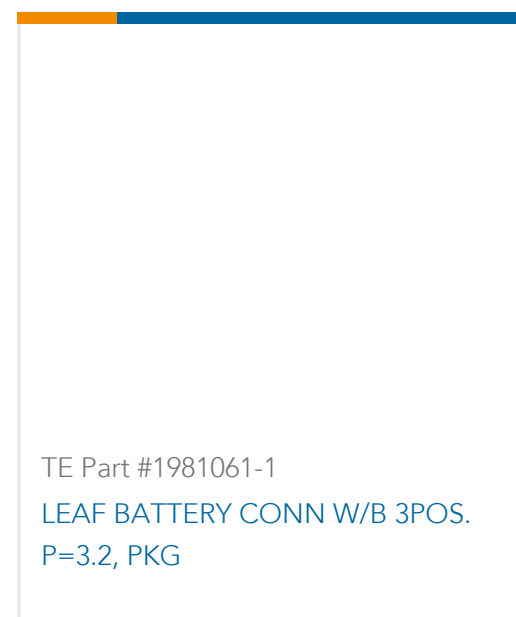 TE Part #1981061-1
LEAF BATTERY CONN W/B 3POS.
P=3.2, PKG